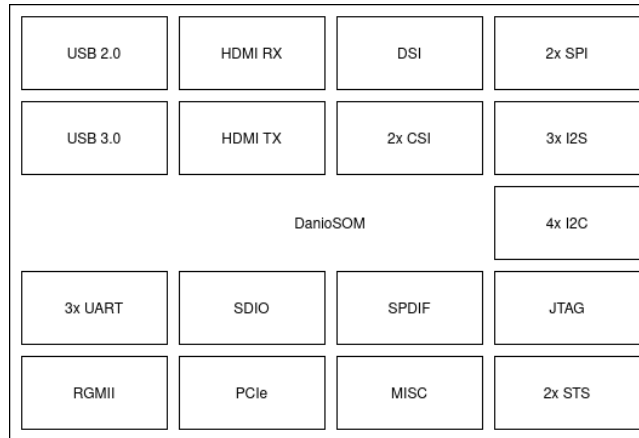 USB 2.0 HDMI RX DSI 2x SPI
USB 3.0 HDMI TX 2x CSI 3x I2S
DanioSOM 4x I2C
3x UART SDIO SPDIF JTAG
RGMII PCIe MISC 2x STS